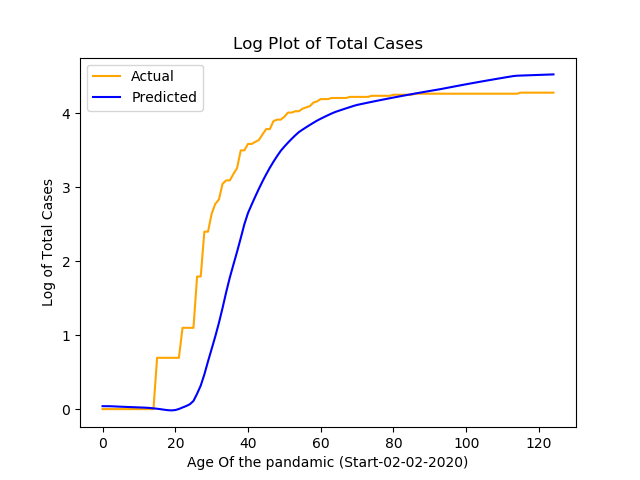 Log Plot of Total Cases
Actual
Predicted
Log of Total Cases
4
3
2
1
0
0 20 40 60 80 100 120
Age Of the pandamic (Start-02-02-2020)